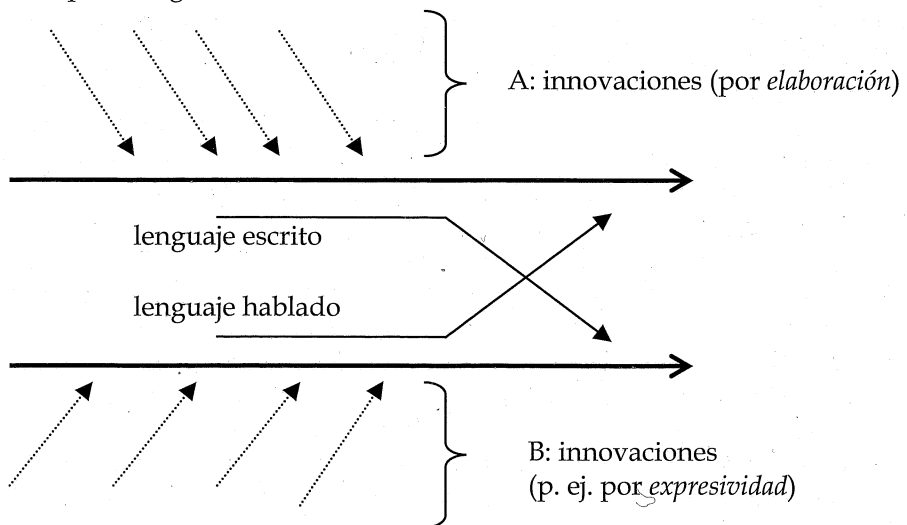 A: innovaciones (por elaboración)
lenguaje escrito
lenguaje hablado
B: innovaciones
(p. ej. por expresividad)